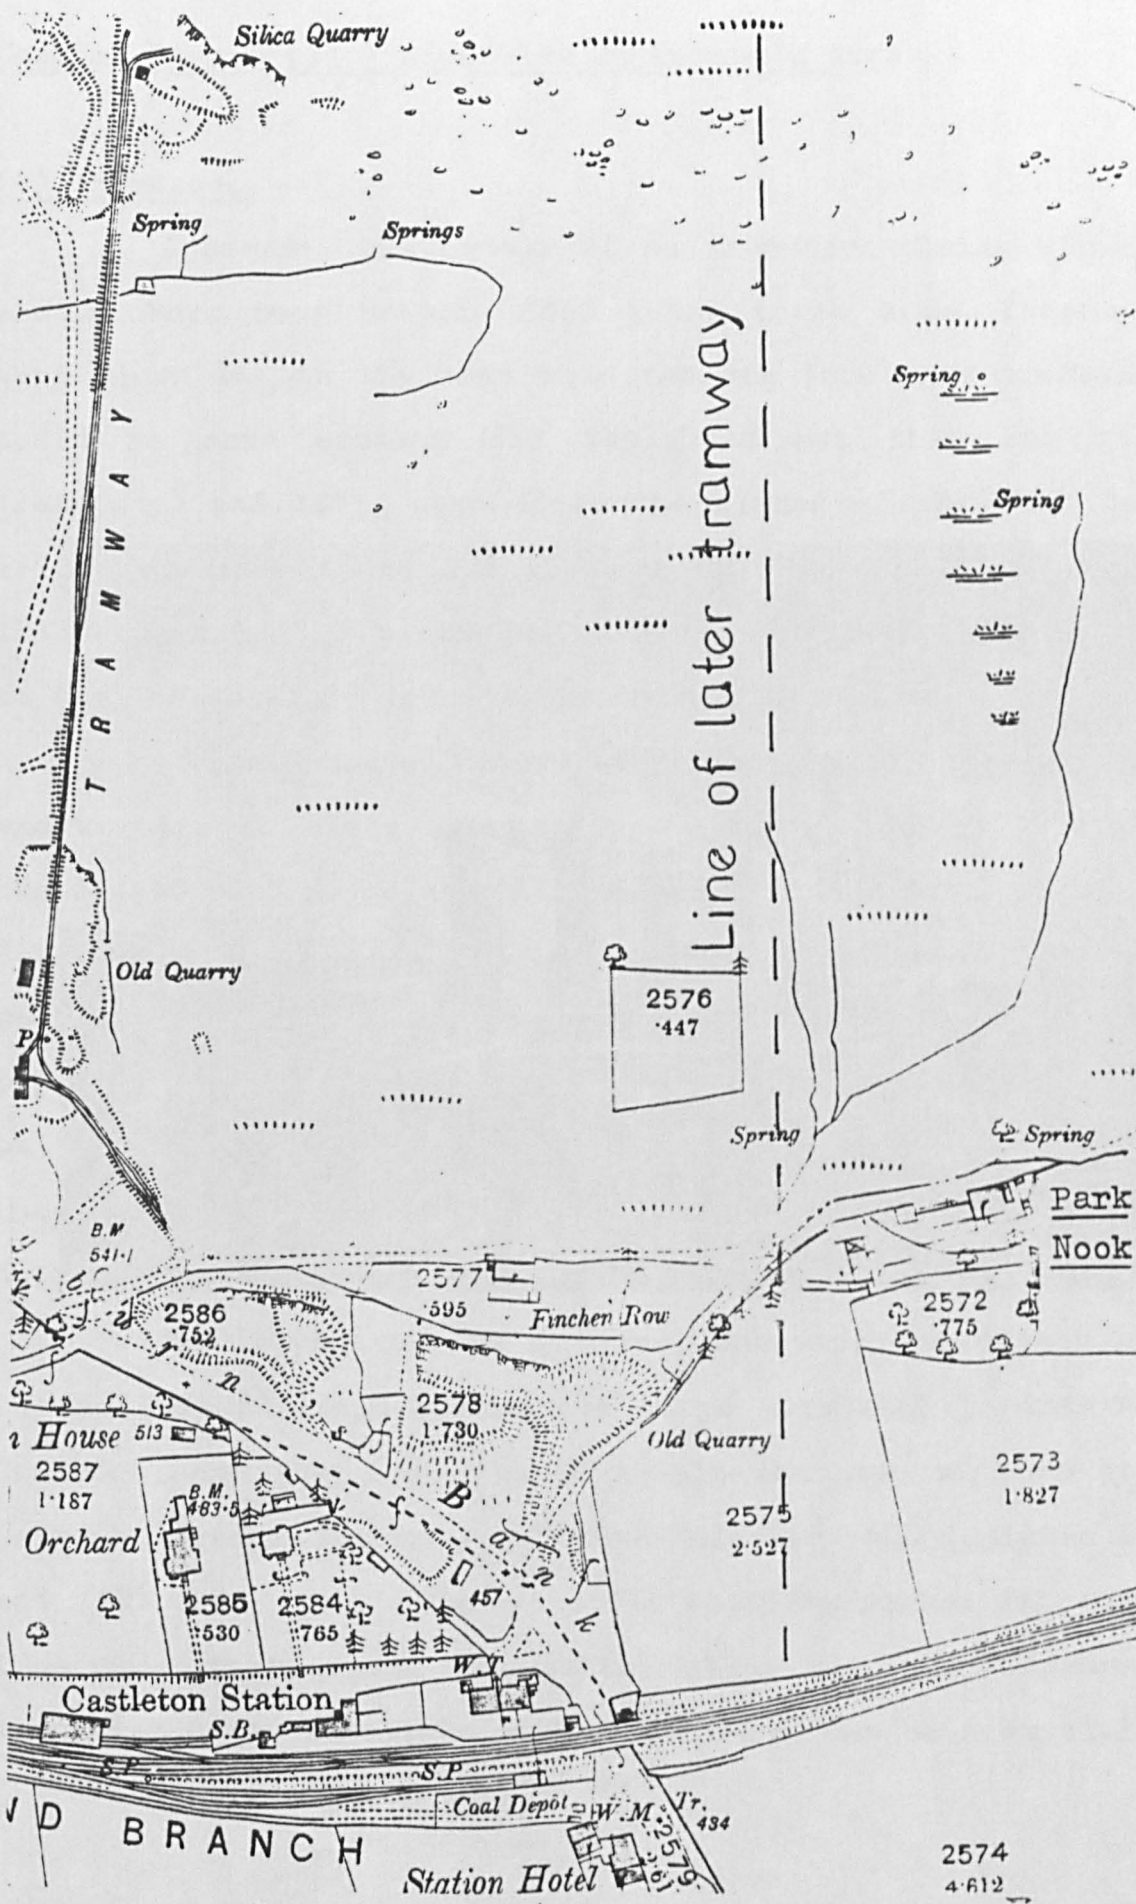 Silica Quarry
Spring
Springs
TRAMWAY
Line of later tramway
Spring
Spring
Old Quarry
P
2576
·447
Spring
Spring
Park
Nook
B.M
541·1
2577
·595
Finchen Row
2586
·752
2572
·775
2578
1·730
House
513
2587
1·187
Old Quarry
2573
1·827
B.M.
483·5
Orchard
Bank
2575
2·527
2585
·530
2584
·765
457
W.T
Castleton Station
S.B.
S.P
S.P
Coal Depôt
W.M.
Tr.
434
ND BRANCH
2579
Station Hotel
2574
4·612